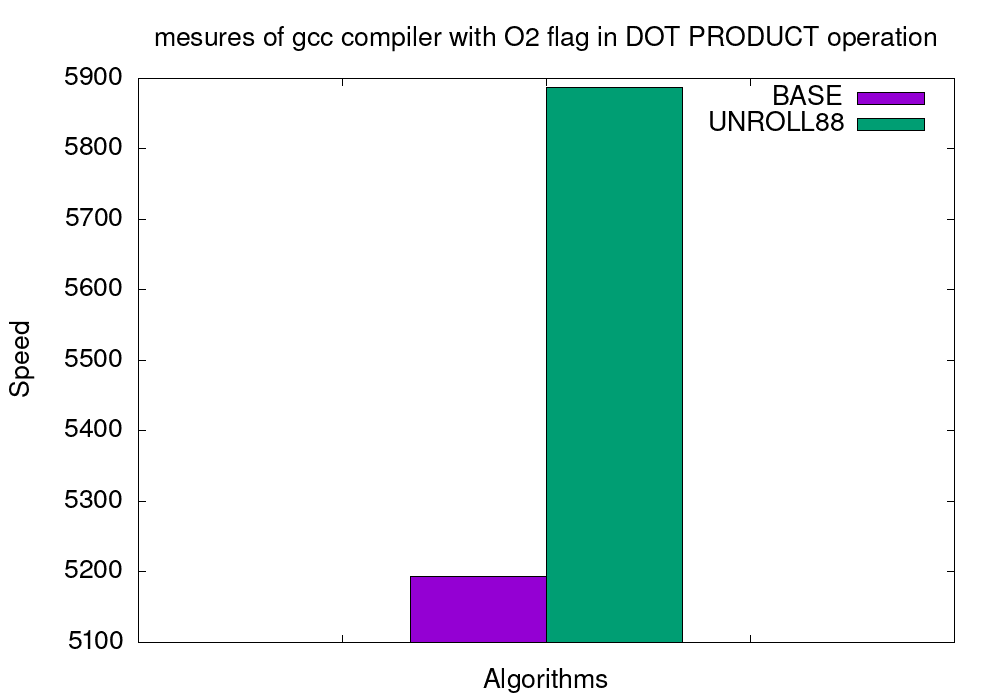 mesures of gcc compiler with O2 flag in DOT PRODUCT operation
5900
5800
5700
5600
5500
5400
5300
5200
5100
Speed
BASE
UNROLL88
Algorithms